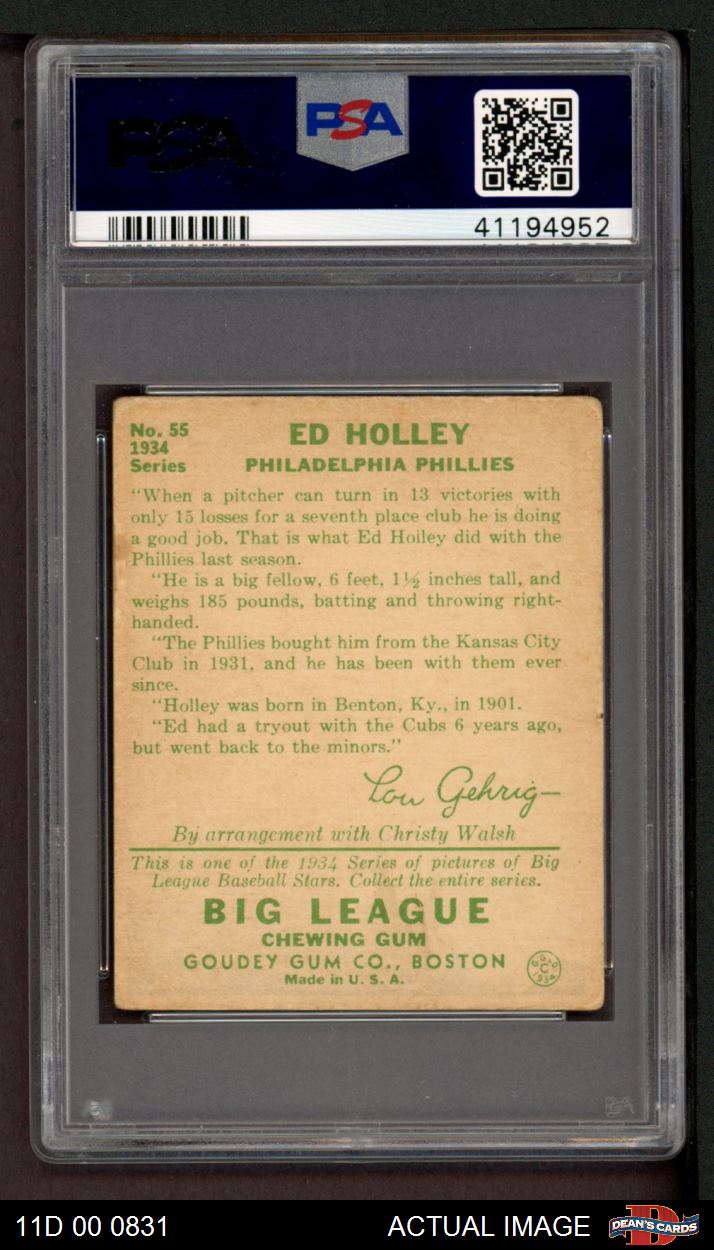 PSA
PSA
41194952
No. 55
1934
Series
ED HOLLEY
PHILADELPHIA PHILLIES
"When a pitcher can turn in 13 victories with
only 15 losses for a seventh place club he is doing
a good job. That is what Ed Holley did with the
Phillies last season.
"He is a big fellow, 6 feet, 1½ inches tall, and
weighs 185 pounds, batting and throwing right-
handed.
"The Phillies bought him from the Kansas City
Club in 1931, and he has been with them ever
since.
"Holley was born in Benton, Ky., in 1901.
"Ed had a tryout with the Cubs 6 years ago,
but went back to the minors."
Lou Gehrig
By arrangement with Christy Walsh
This is one of the 1934 Series of pictures of Big
League Baseball Stars. Collect the entire series.
BIG LEAGUE
CHEWING GUM
GOUDEY GUM CO., BOSTON
Made in U. S. A.
G. G. Co.
C
1934
PSA
11D 00 0831
ACTUAL IMAGE
D
DEAN'S CARDS